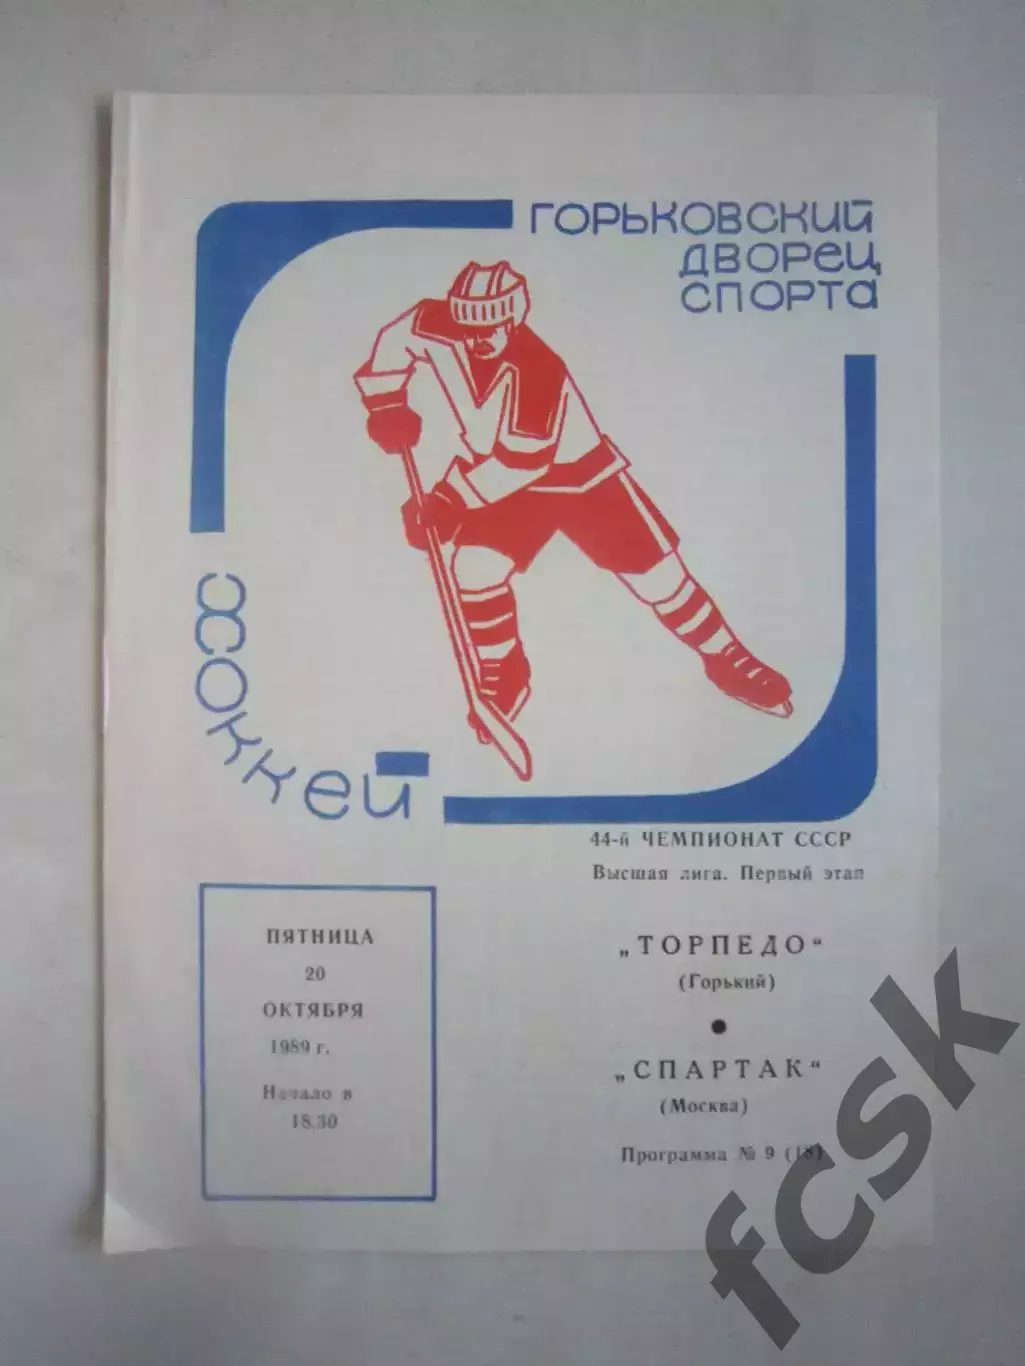 ГОРЬКОВСКИЙ
ДВОРЕЦ
СПОРТА
ХОККЕЙ
44-й ЧЕМПИОНАТ СССР
Высшая лига. Первый этап
ПЯТНИЦА
20
ОКТЯБРЯ
1989 г.
Начало в
18.30
„ТОРПЕДО“
(Горький)
●
„СПАРТАК“
(Москва)
Программа № 9 (18)
fcsk